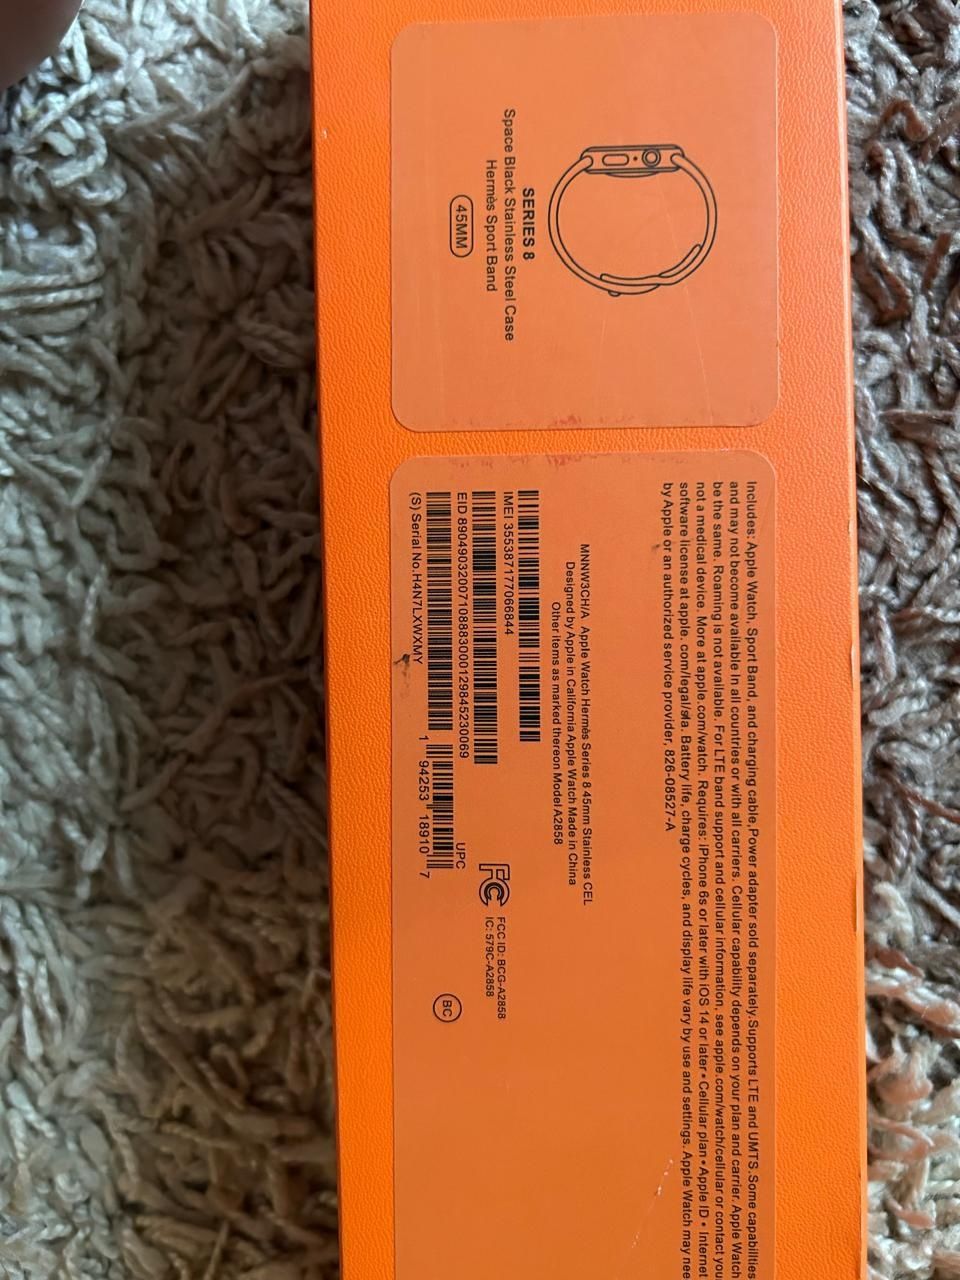 SERIES 8
Space Black Stainless Steel Case
Hermès Sport Band
45MM
Includes: Apple Watch, Sport Band, and charging cable,Power adapter sold separately.Supports LTE and UMTS.Some capabilities
and may not become available In all countries or with all carriers. Cellular capability depends on your plan and carrier. Apple Watch
be the same. Roaming is not available. For LTE band support and cellular information, see apple.com/watch/cellular or contact you
not a medical device. More at apple.com/watch. Requires: iPhone 6s or later with iOS 14 or later • Cellular plan • Apple ID • Internet
software license at apple. com/legal/sla. Battery life, charge cycles, and display life vary by use and settings. Apple Watch may nee
by Apple or an authorized service provider, 826-08527-A
MNNW3CH/A Apple Watch Hermès Series 8 45mm Stainless CEL
Designed by Apple in California Apple Watch Made in China
Other items as marked thereon Model A2858
IMEI 355387177066844
EID 89049032007108883000129845230069
(S) Serial No.H4N7LXWXMY
UPC
1 94253 18910 7
FC
FCC ID: BCG-A2858
IC: 579C-A2858
BC